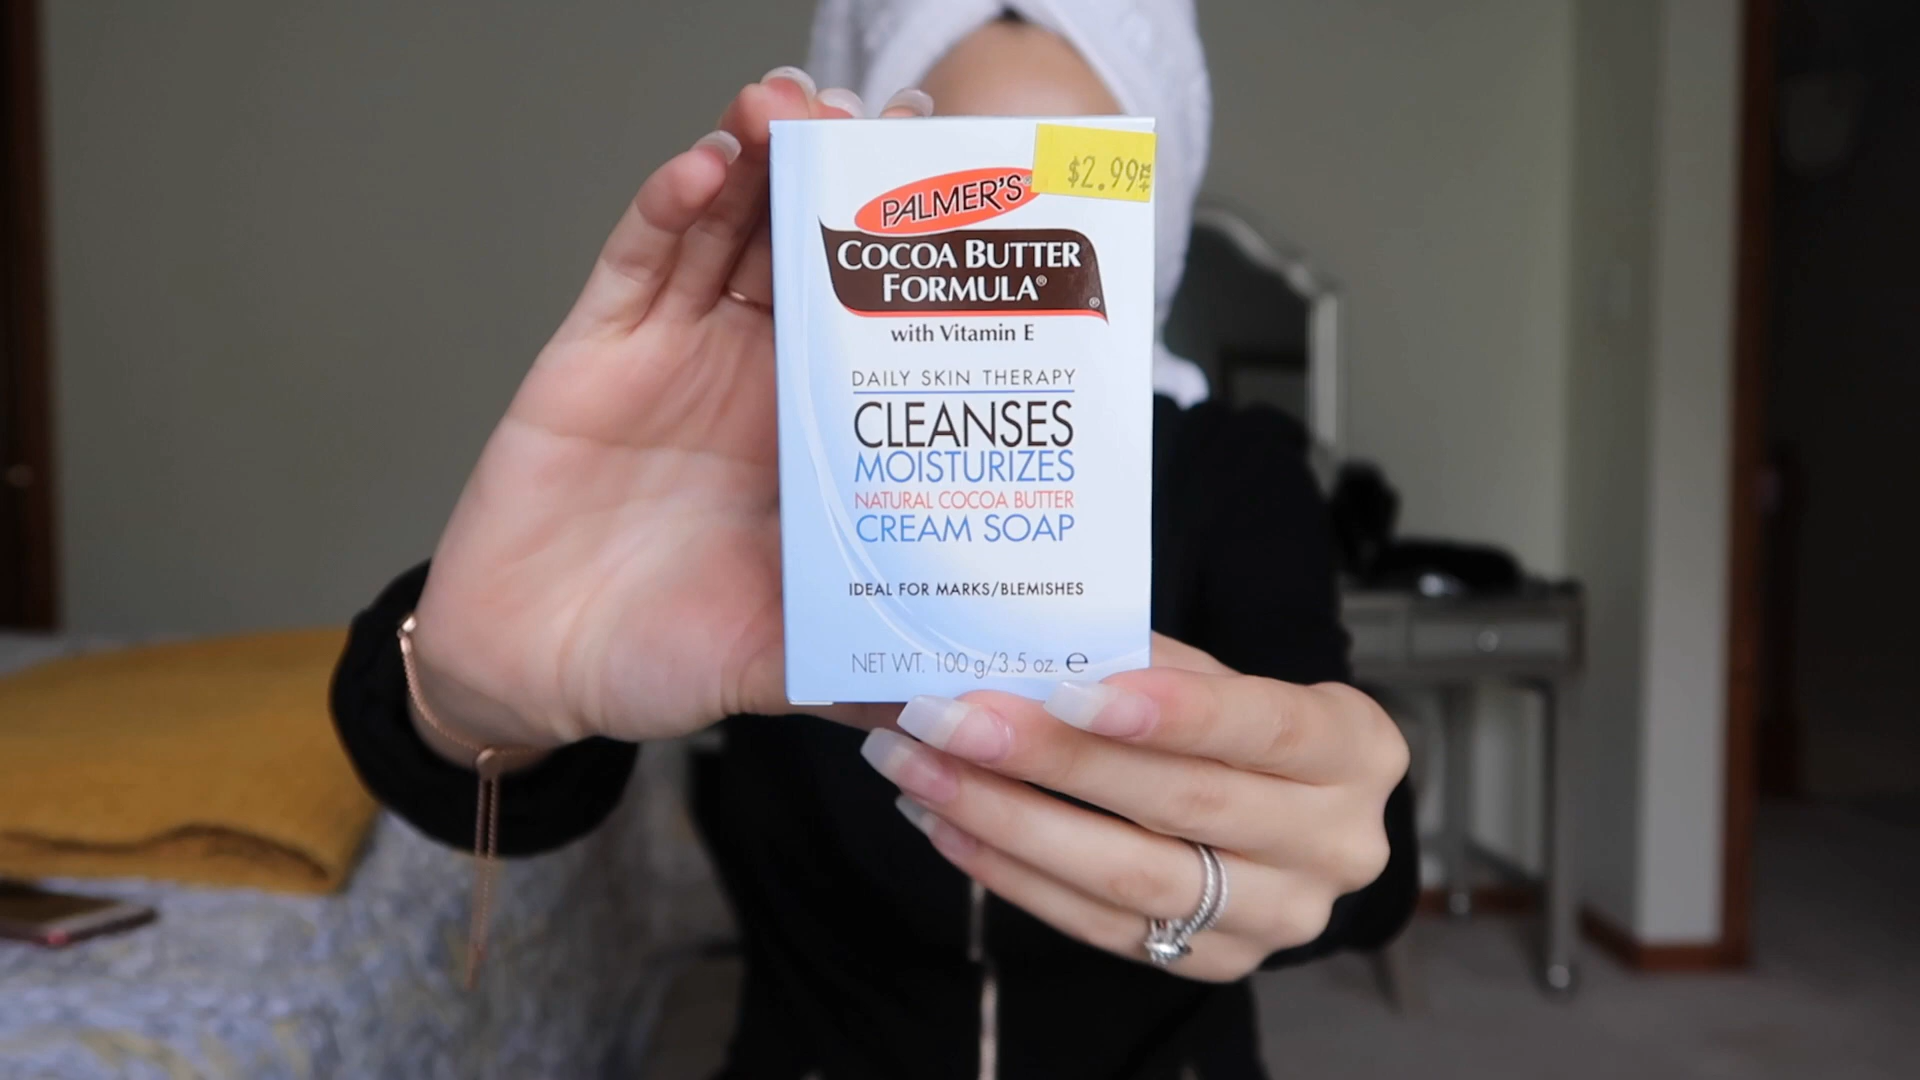 $2.99
PALMER'S®
COCOA BUTTER
FORMULA®
®
with Vitamin E
DAILY SKIN THERAPY
CLEANSES
MOISTURIZES
NATURAL COCOA BUTTER
CREAM SOAP
IDEAL FOR MARKS/BLEMISHES
NET WT. 100 g/3.5 oz. ℮